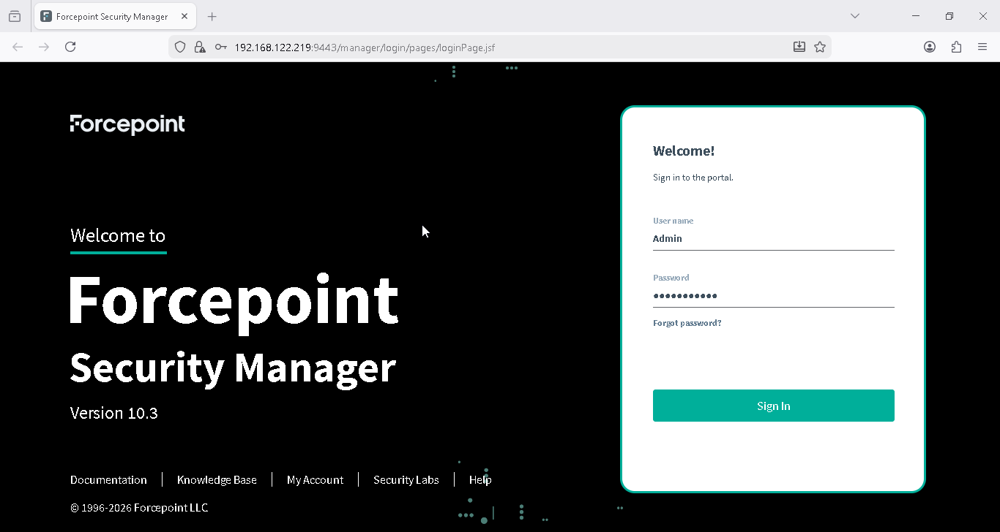 Forcepoint Security Manager
192.168.122.219:9443/manager/login/pages/loginPage.jsf
Forcepoint
Welcome to
Forcepoint
Security Manager
Version 10.3
Documentation Knowledge Base My Account Security Labs Help
© 1996-2026 Forcepoint LLC
Welcome!
Sign in to the portal.
User name
Admin
Password
Forgot password?
Sign In